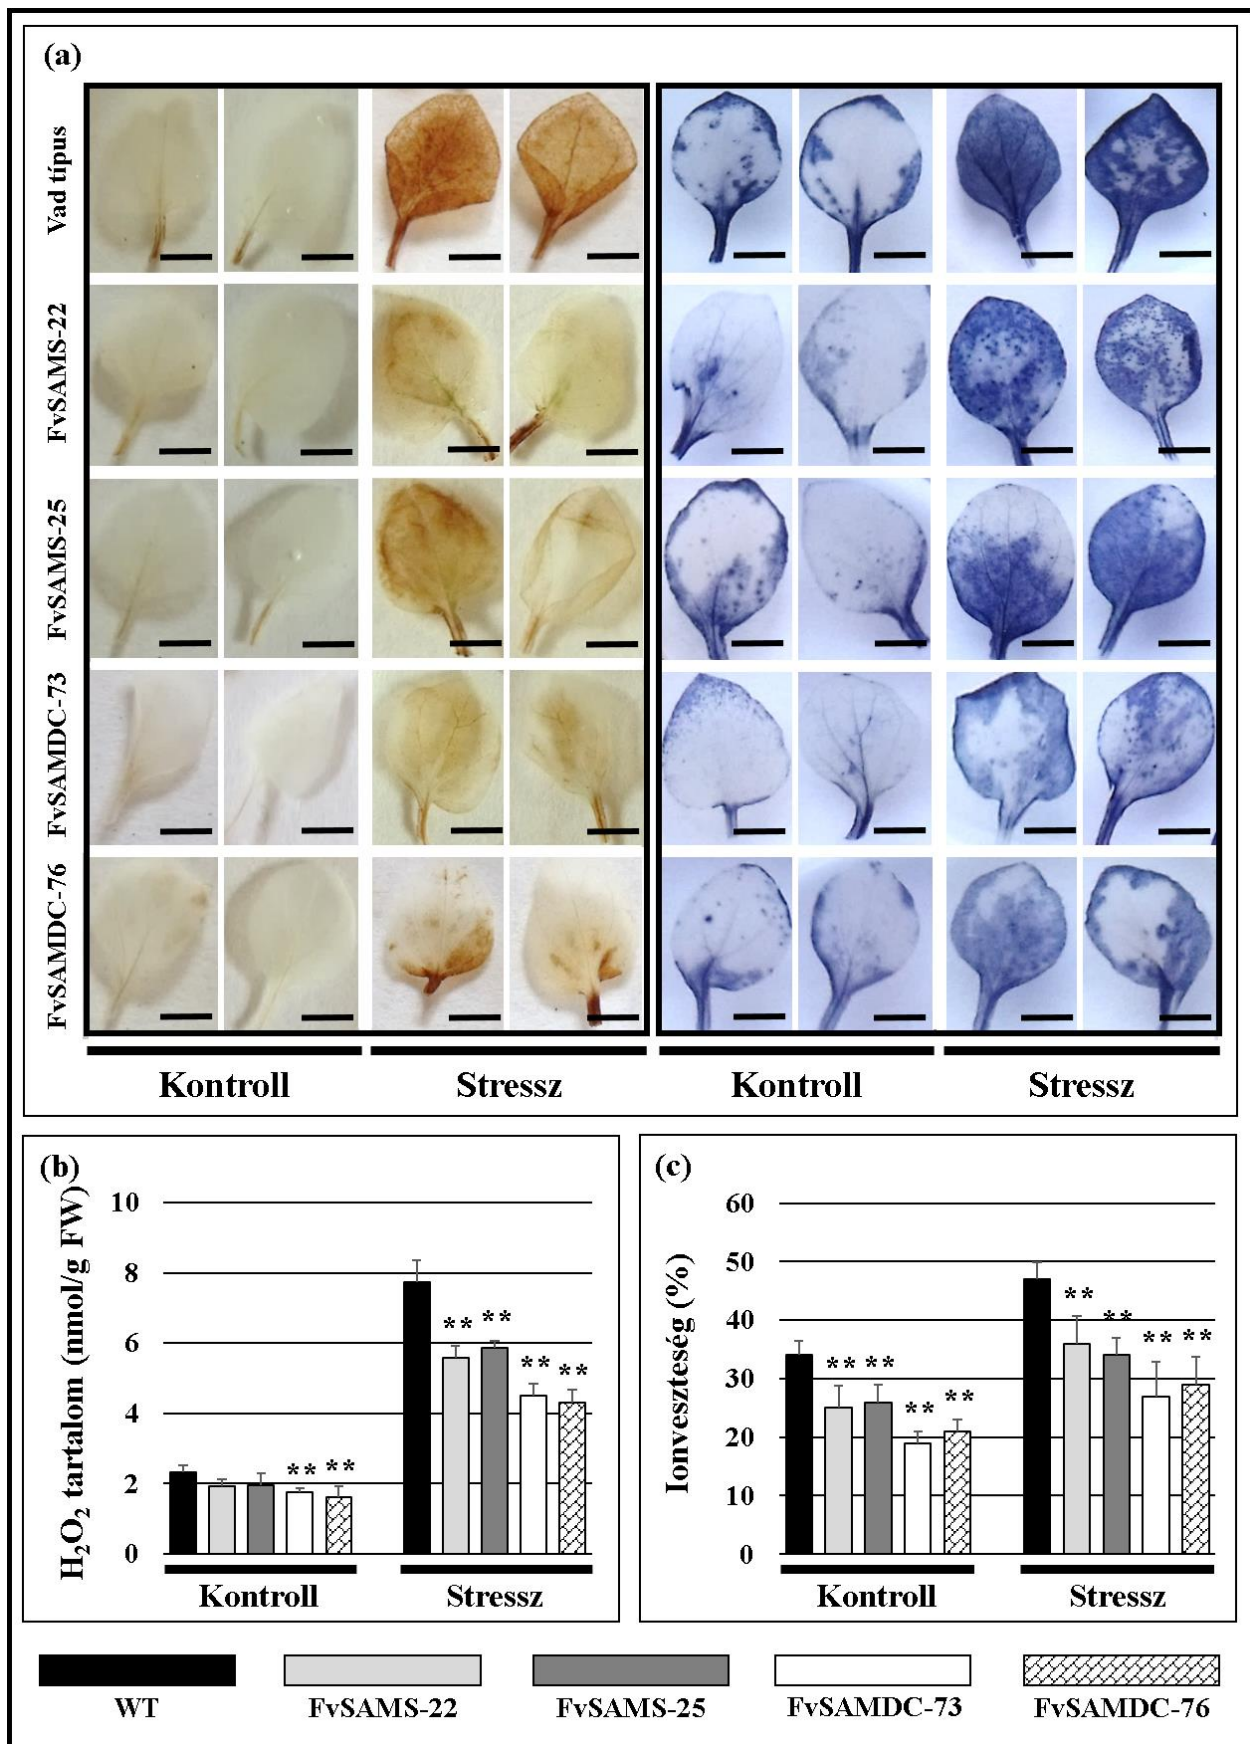 (a)
Vad típus
FvSAMS-22
FvSAMS-25
FvSAMDC-73
FvSAMDC-76
Kontroll Stressz Kontroll Stressz
(b)
H₂O₂ tartalom (nmol/g FW)
10
8
6
4
2
0
** **
** **
** **
Kontroll Stressz
(c)
Ionveszteség (%)
60
50
40
30
20
10
0
** **
** **
** **
** **
Kontroll Stressz
WT FvSAMS-22 FvSAMS-25 FvSAMDC-73 FvSAMDC-76